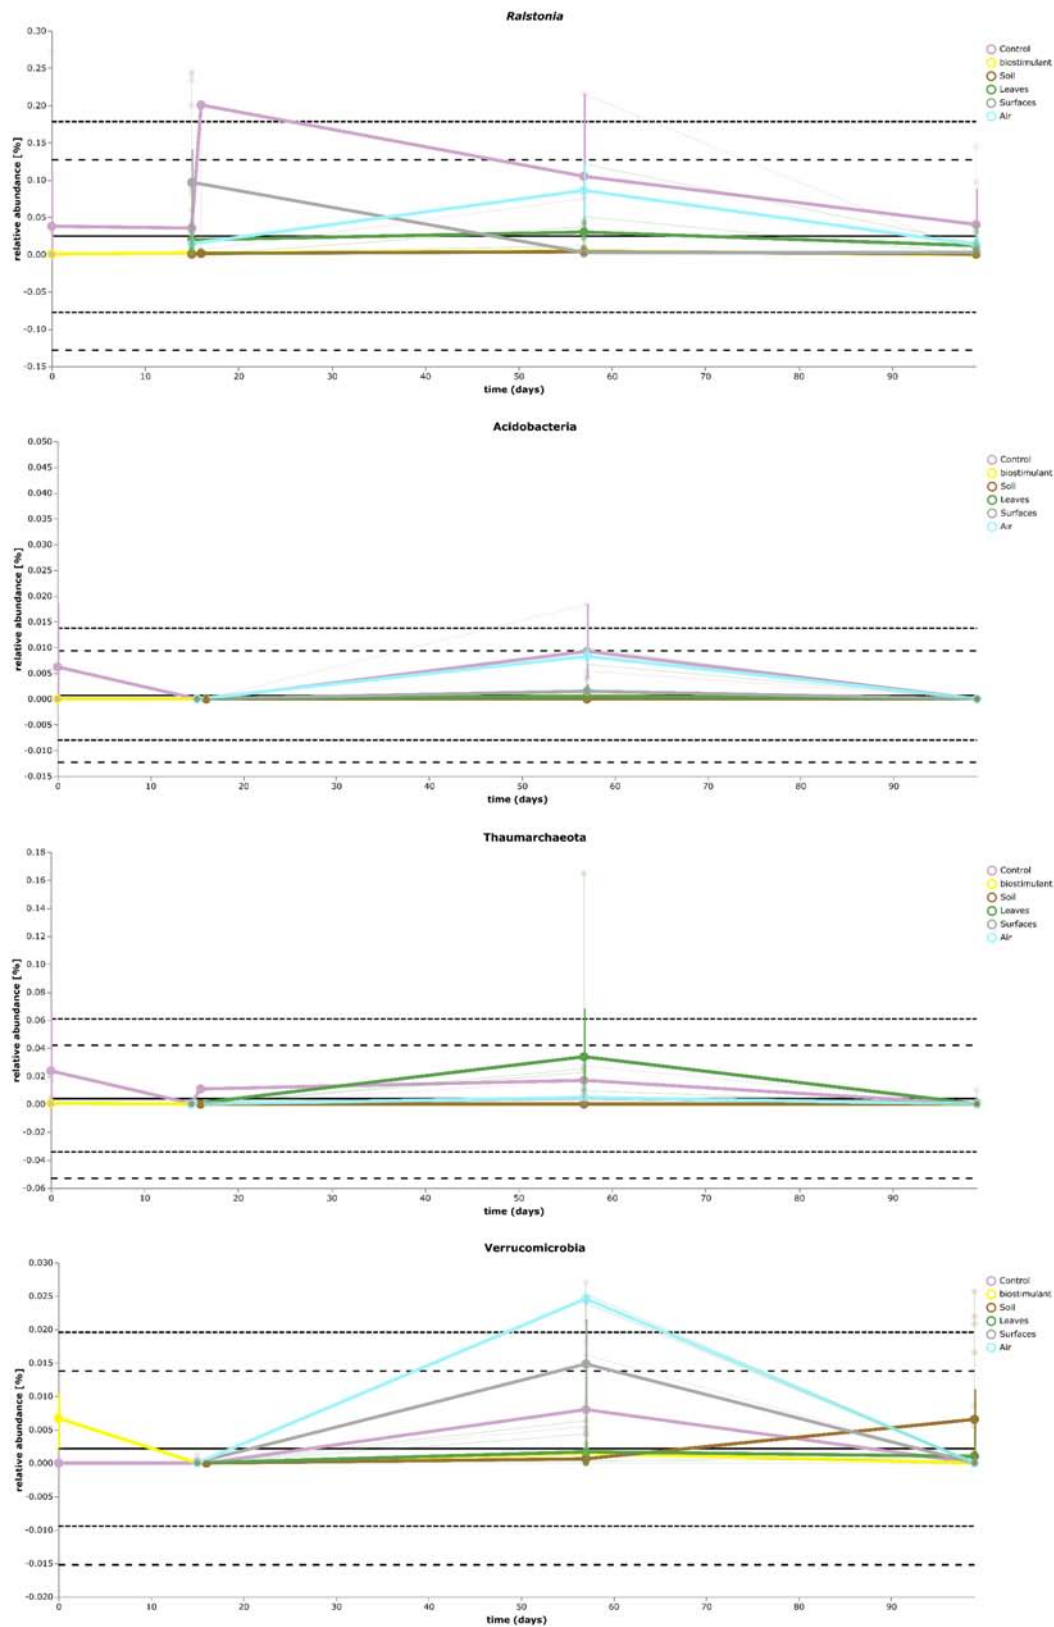 Ralstonia
0.30
0.25
0.20
0.15
0.10
0.05
0.00
-0.05
-0.10
-0.15
relative abundance [%]
0 10 20 30 40 50 60 70 80 90
time (days)
Control
biostimulant
Soil
Leaves
Surfaces
Air
Acidobacteria
0.050
0.045
0.040
0.035
0.030
0.025
0.020
0.015
0.010
0.005
0.000
-0.005
-0.010
-0.015
relative abundance [%]
0 10 20 30 40 50 60 70 80 90
time (days)
Control
biostimulant
Soil
Leaves
Surfaces
Air
Thaumarchaeota
0.18
0.16
0.14
0.12
0.10
0.08
0.06
0.04
0.02
0.00
-0.02
-0.04
-0.06
relative abundance [%]
0 10 20 30 40 50 60 70 80 90
time (days)
Control
biostimulant
Soil
Leaves
Surfaces
Air
Verrucomicrobia
0.030
0.025
0.020
0.015
0.010
0.005
0.000
-0.005
-0.010
-0.015
-0.020
relative abundance [%]
0 10 20 30 40 50 60 70 80 90
time (days)
Control
biostimulant
Soil
Leaves
Surfaces
Air